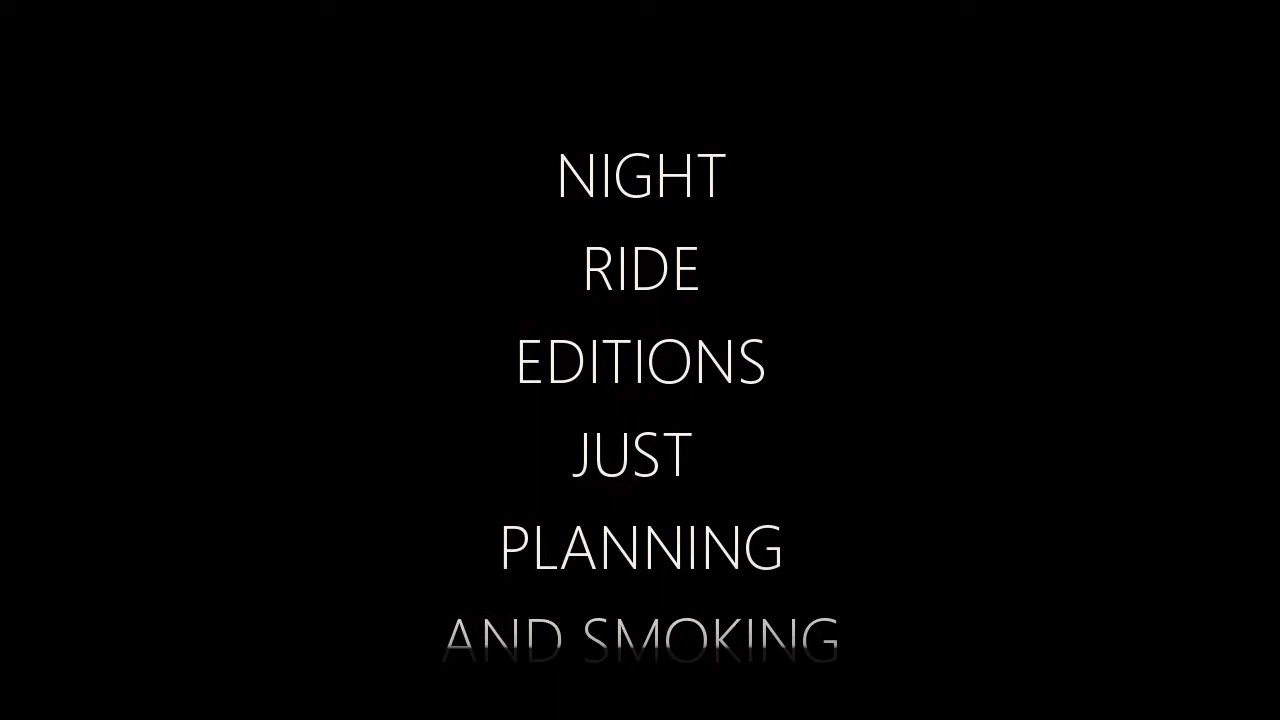 NIGHT
RIDE
EDITIONS
JUST
PLANNING
AND SMOKING